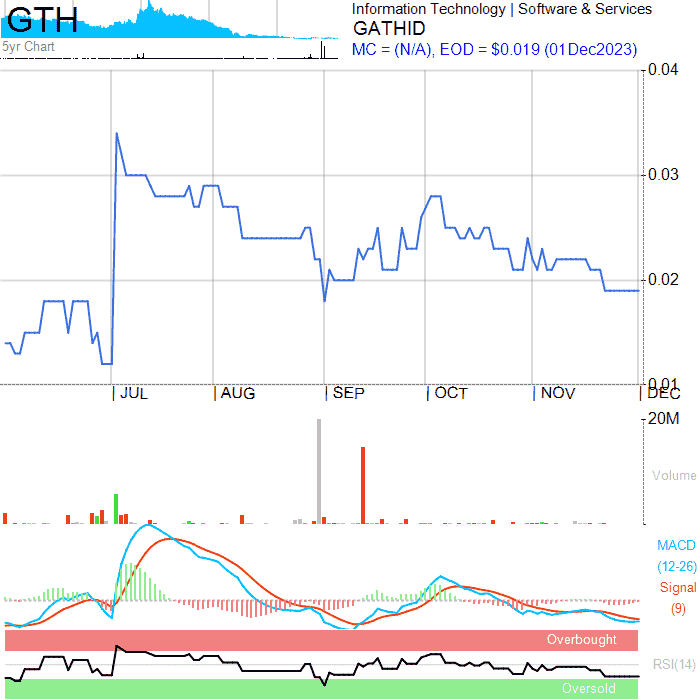 GTH
5yr Chart
Information Technology | Software & Services
GATHID
MC = (N/A), EOD = $0.019 (01Dec2023)
0.04
0.03
0.02
0.01
JUL AUG SEP OCT NOV DEC
20M
Volume
MACD
(12-26)
Signal
(9)
Overbought
RSI(14)
Oversold